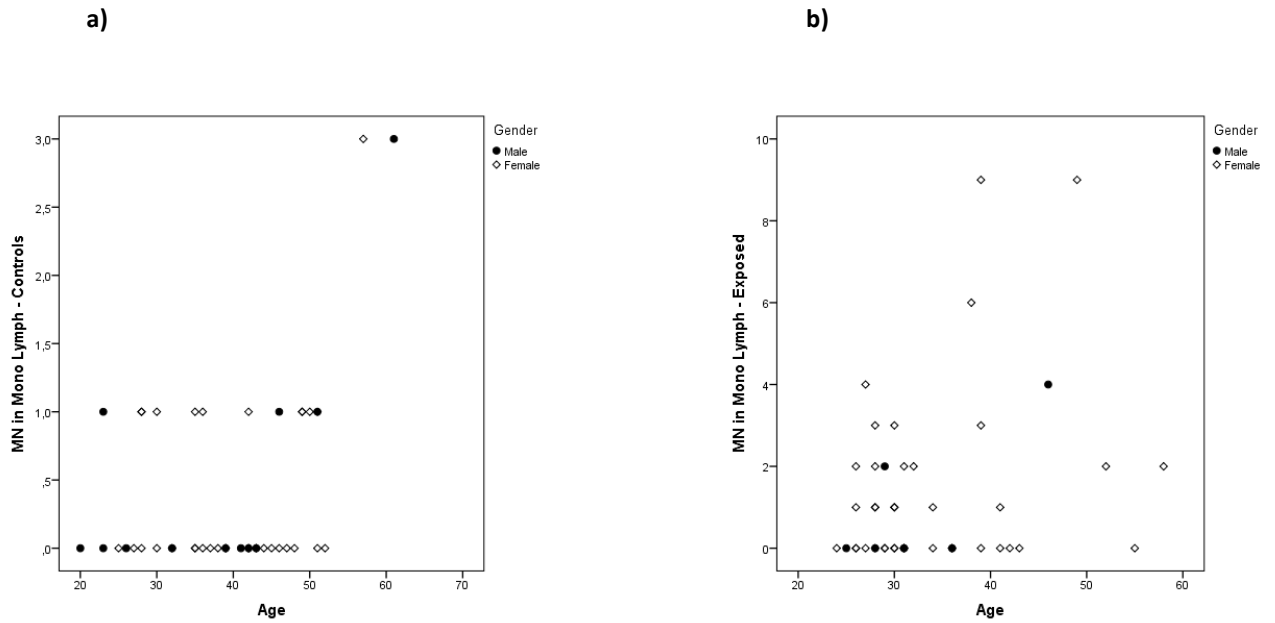 a)
MN in Mono Lymph - Controls
3,0
2,5
2,0
1,5
1,0
,5
,0
20
30
40
50
60
70
Age
Gender
Male
Female
b)
MN in Mono Lymph - Exposed
10
8
6
4
2
0
20
30
40
50
60
Age
Gender
Male
Female